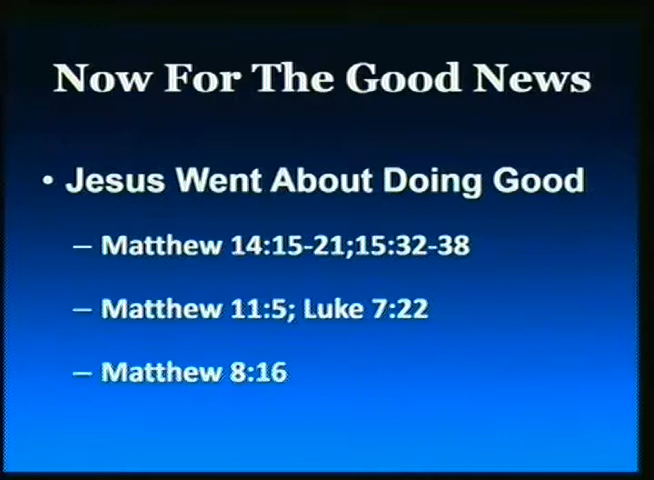 Now For The Good News
• Jesus Went About Doing Good
– Matthew 14:15-21;15:32-38
– Matthew 11:5; Luke 7:22
– Matthew 8:16